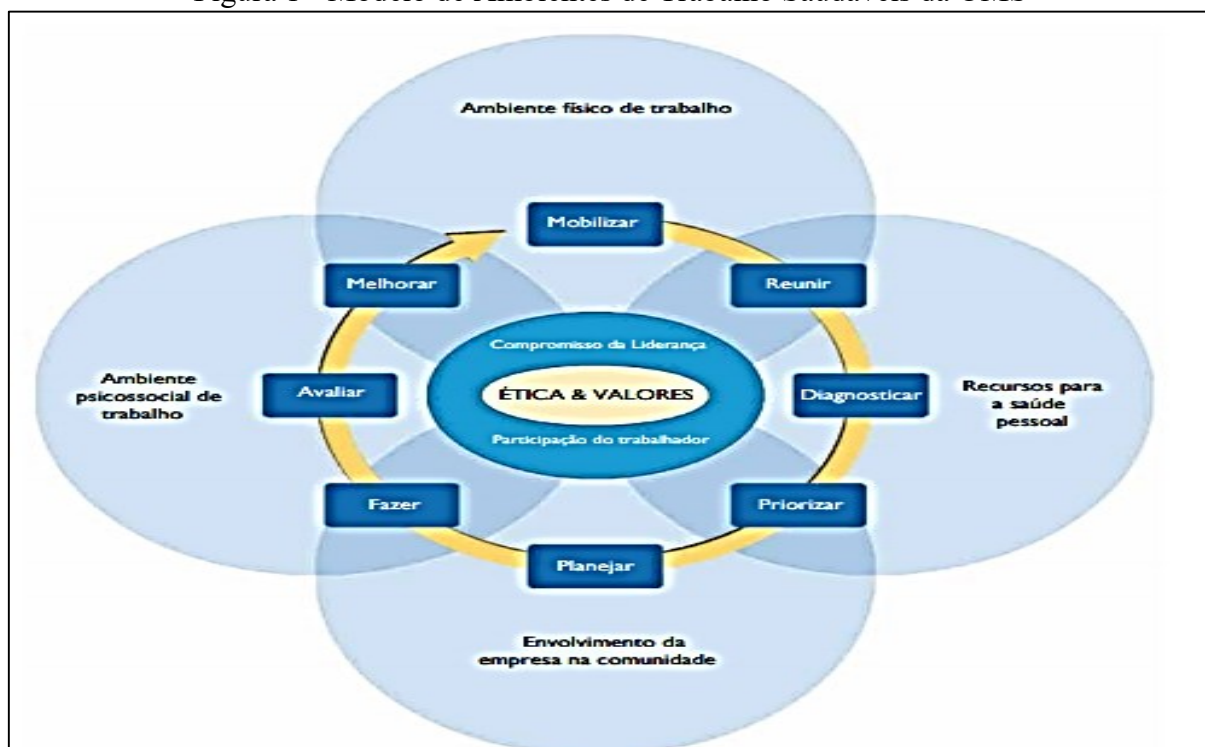 Ambiente físico de trabalho
Mobilizar
Melhorar
Reunir
Compromisso da Liderança
Ambiente
psicossocial de
trabalho
Avaliar
ÉTICA & VALORES
Diagnosticar
Recursos para
a saúde
pessoal
Participação do trabalhador
Fazer
Priorizar
Planejar
Envolvimento da
empresa na comunidade